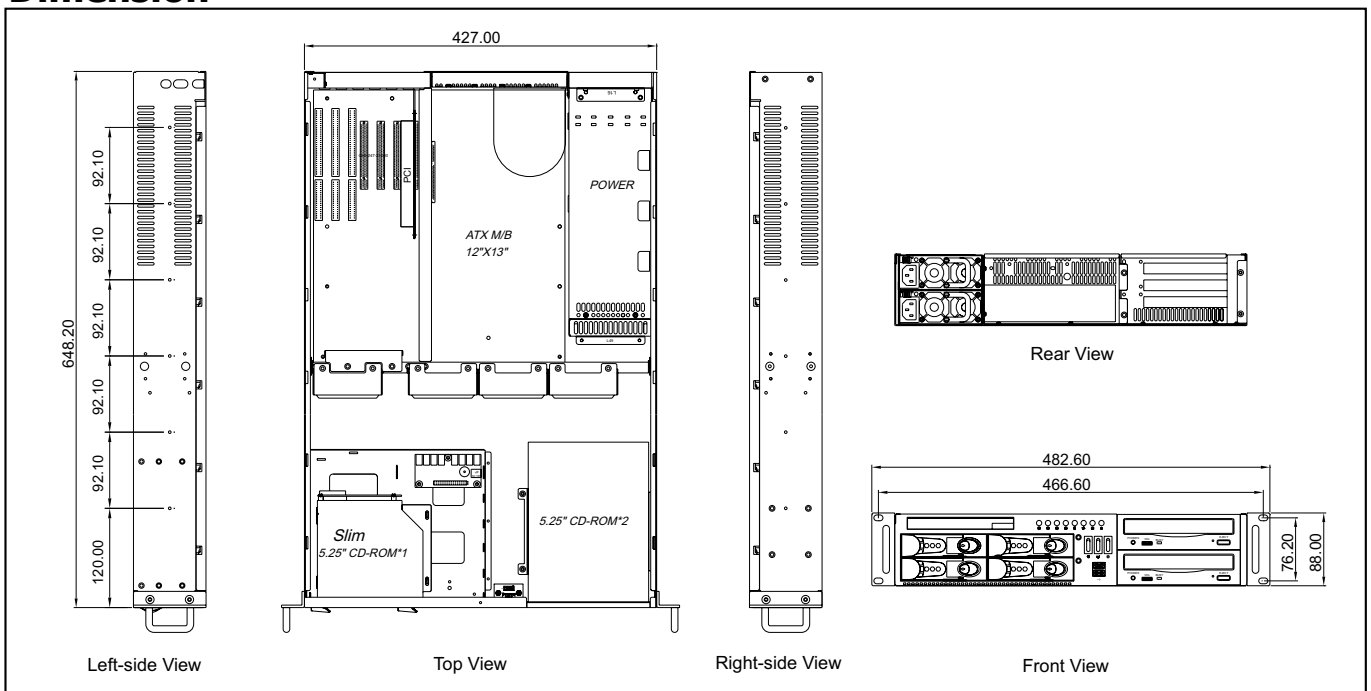 Dimension
427.00
648.20
92.10
92.10
92.10
92.10
92.10
120.00
PCI
ATX M/B
12"X13"
POWER
Slim
5.25" CD-ROM*1
5.25" CD-ROM*2
Left-side View
Top View
Right-side View
Rear View
482.60
466.60
76.20
88.00
Front View